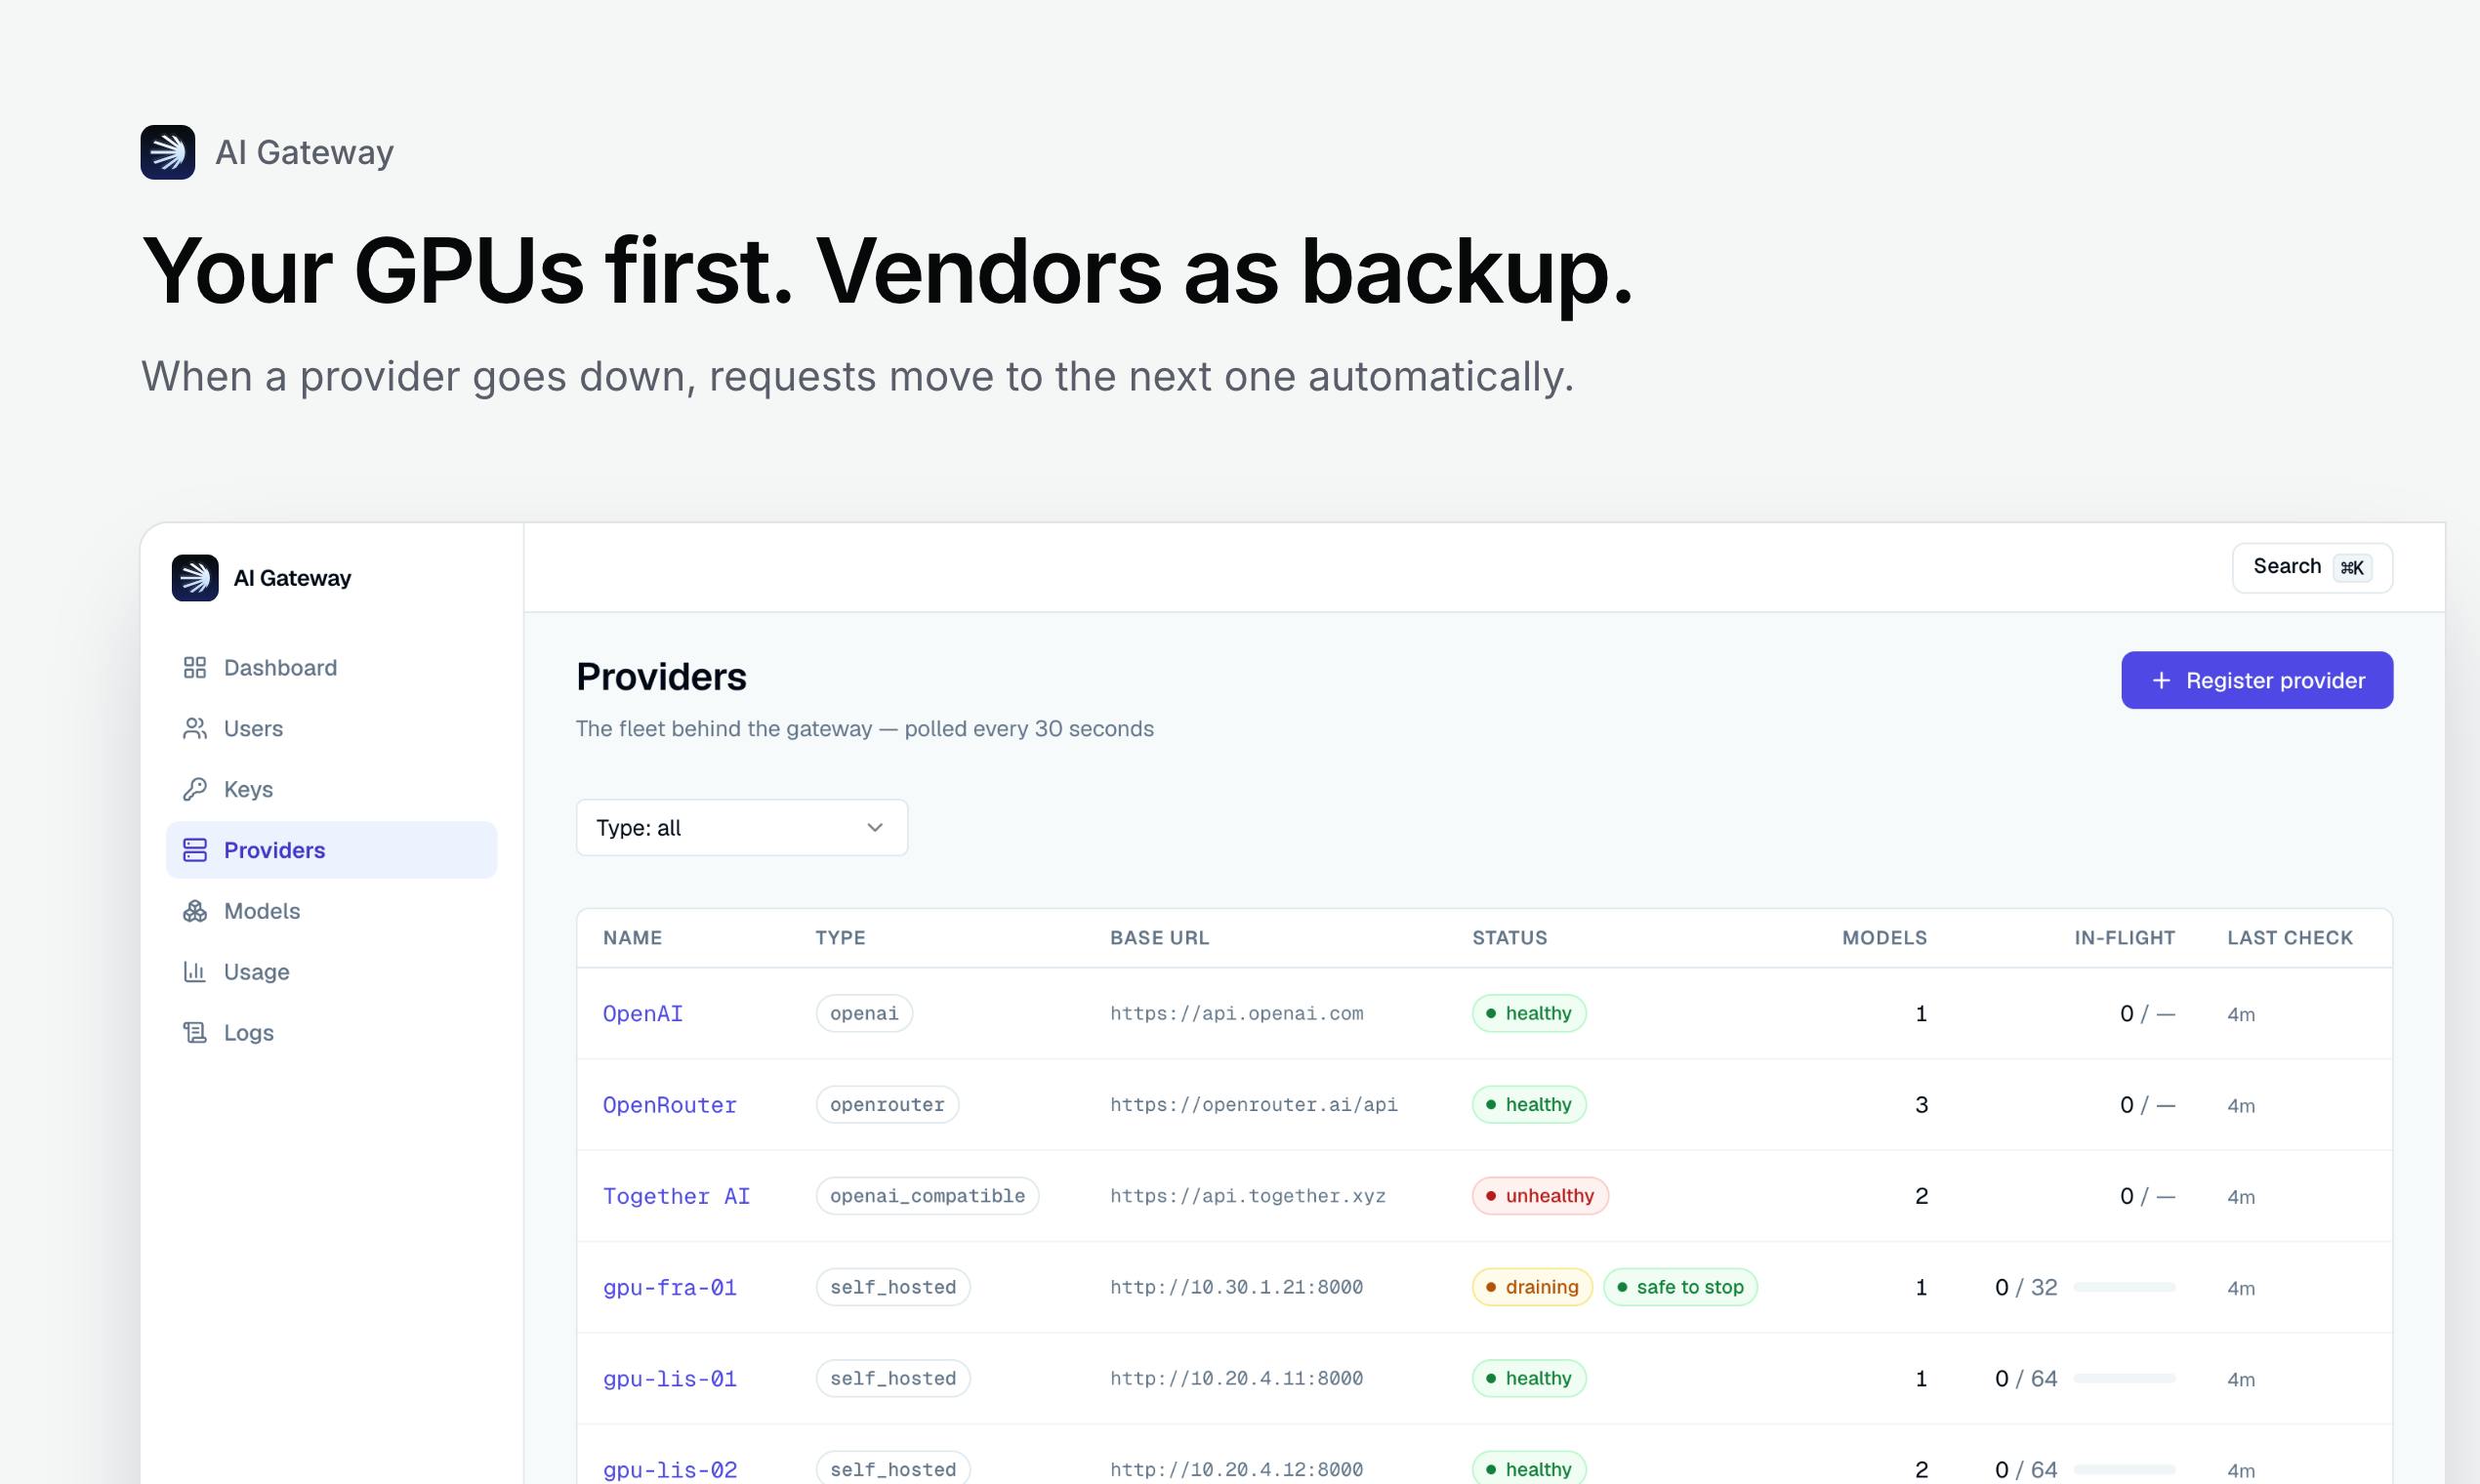 AI Gateway
Your GPUs first. Vendors as backup.
When a provider goes down, requests move to the next one automatically.
AI Gateway
Search ⌘K
Dashboard
Users
Keys
Providers
Models
Usage
Logs
Providers
Register provider
The fleet behind the gateway — polled every 30 seconds
Type: all
NAME TYPE BASE URL STATUS MODELS IN-FLIGHT LAST CHECK
OpenAI openai https://api.openai.com healthy 1 0 / — 4m
OpenRouter openrouter https://openrouter.ai/api healthy 3 0 / — 4m
Together AI openai_compatible https://api.together.xyz unhealthy 2 0 / — 4m
gpu-fra-01 self_hosted http://10.30.1.21:8000 draining safe to stop 1 0 / 32 4m
gpu-lis-01 self_hosted http://10.20.4.11:8000 healthy 1 0 / 64 4m
gpu-lis-02 self_hosted http://10.20.4.12:8000 healthy 2 0 / 64 4m